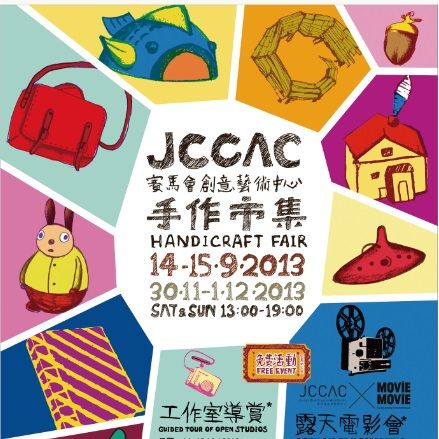 JCCAC
賽馬會創意藝術中心
手作市集
HANDICRAFT FAIR
14-15·9·2013
30·11-1·12·2013
SAT & SUN 13:00-19:00
免費活動
FREE EVENT
工作室導賞*
GUIDED TOUR OF OPEN STUDIOS
JCCAC × MOVIE MOVIE
露天電影會*